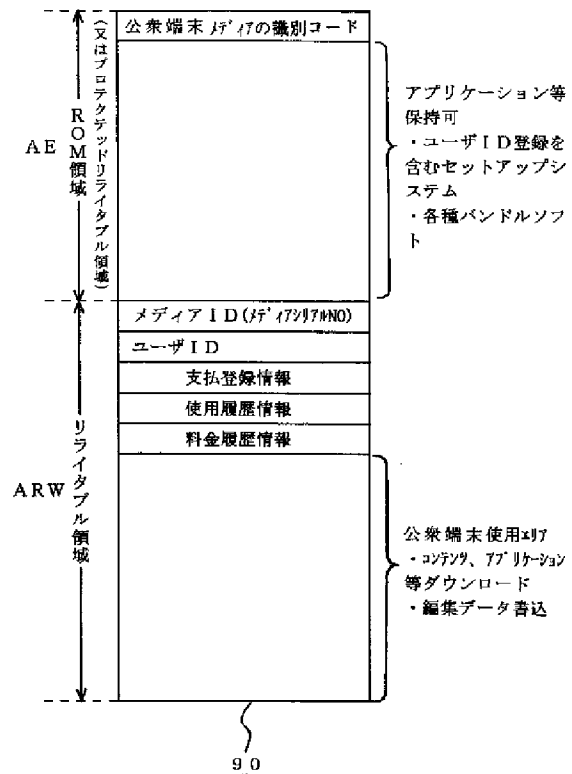 公衆端末メディアの識別コード
AE
ROM領域
(又はプロテクテッドリライタブル領域)
アプリケーション等
保持可
・ユーザID登録を
含むセットアップシ
ステム
・各種バンドルソフ
ト
メディアID(メディアシリアルNO)
ユーザID
支払登録情報
使用履歴情報
料金履歴情報
ARW
リライタブル領域
公衆端末使用エリア
・コンテンツ、アプリケーション
等ダウンロード
・編集データ書込
90